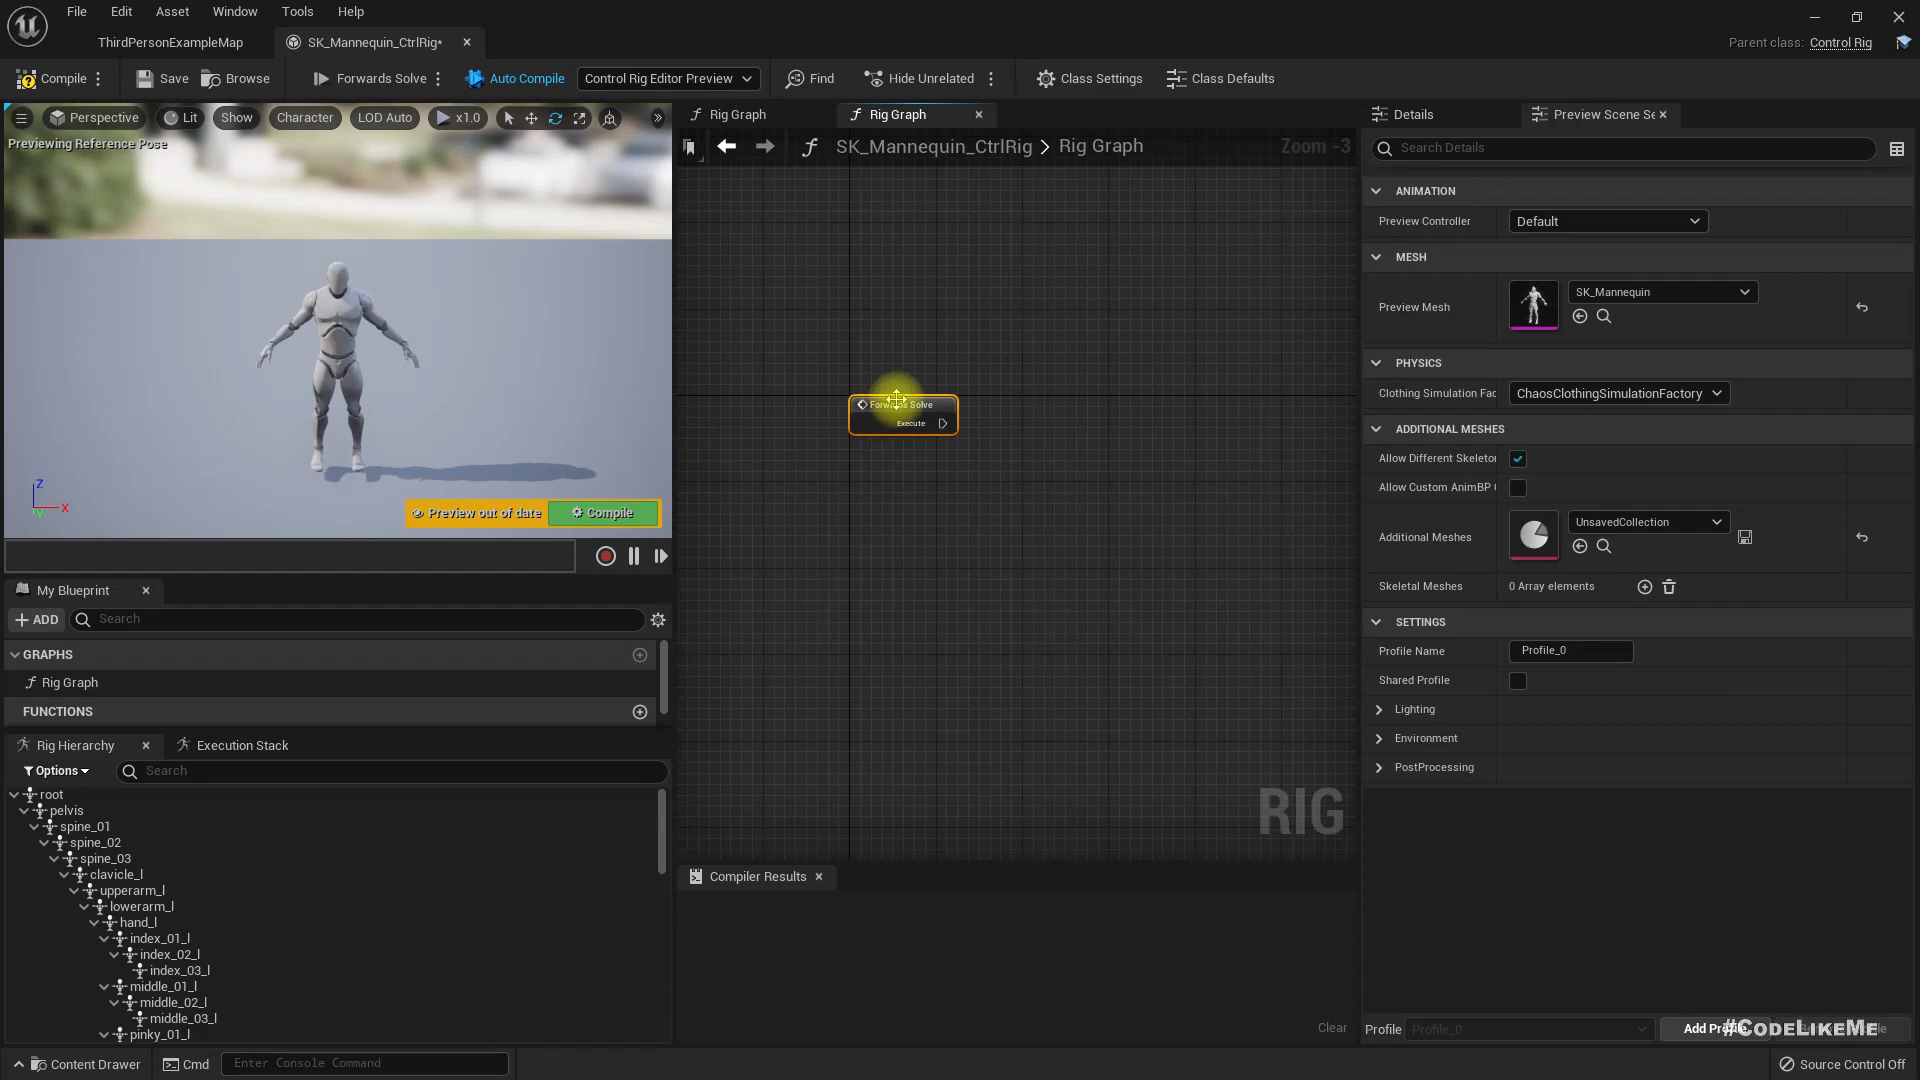 File Edit Asset Window Tools Help
ThirdPersonExampleMap
SK_Mannequin_CtrlRig*
Parent class: Control Rig
Compile Save Browse Forwards Solve Auto Compile Control Rig Editor Preview Find Hide Unrelated Class Settings Class Defaults
Perspective Lit Show Character LOD Auto x1.0
Previewing Reference Pose
Z
X
Y
Preview out of date Compile
My Blueprint
ADD Search
GRAPHS
Rig Graph
FUNCTIONS
Rig Hierarchy Execution Stack
Options Search
root
pelvis
spine_01
spine_02
spine_03
clavicle_l
upperarm_l
lowerarm_l
hand_l
index_01_l
index_02_l
index_03_l
middle_01_l
middle_02_l
middle_03_l
pinky_01_l
Rig Graph Rig Graph
SK_Mannequin_CtrlRig > Rig Graph Zoom -3
Forwards Solve
Execute
RIG
Compiler Results
Clear
Details Preview Scene Se
Search Details
ANIMATION
Preview Controller Default
MESH
Preview Mesh SK_Mannequin
PHYSICS
Clothing Simulation Fac ChaosClothingSimulationFactory
ADDITIONAL MESHES
Allow Different Skeleton
Allow Custom AnimBP
Additional Meshes UnsavedCollection
Skeletal Meshes 0 Array elements
SETTINGS
Profile Name Profile_0
Shared Profile
Lighting
Environment
PostProcessing
Profile Profile_0 Add Profile
#CodeLikeMe
Content Drawer Cmd Enter Console Command Source Control Off